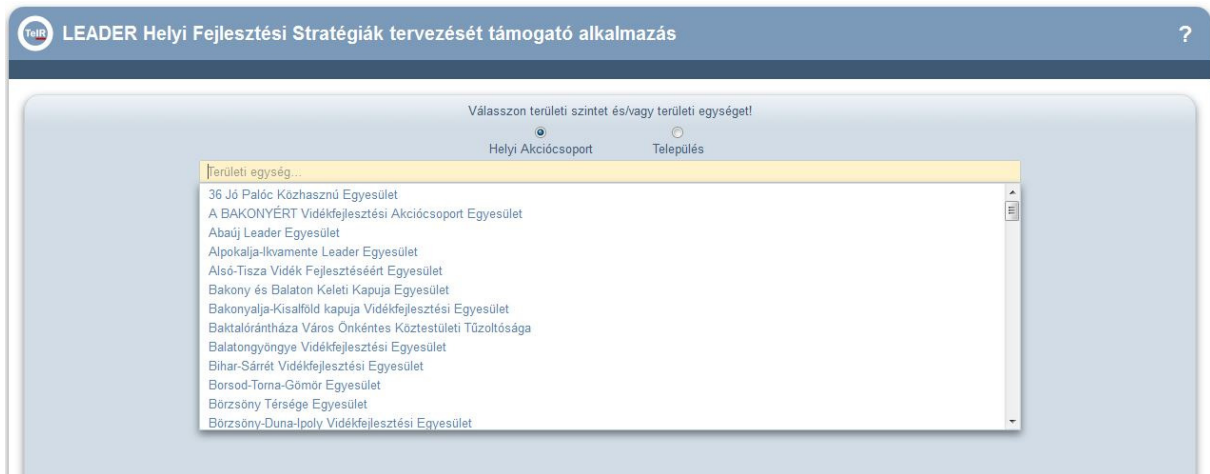 TeIR
LEADER Helyi Fejlesztési Stratégiák tervezését támogató alkalmazás
?
Válasszon területi szintet és/vagy területi egységet!
Helyi Akciócsoport
Település
Területi egység...
36 Jó Palóc Közhasznú Egyesület
A BAKONYÉRT Vidékfejlesztési Akciócsoport Egyesület
Abaúj Leader Egyesület
Alpokalja-Ikvamente Leader Egyesület
Alsó-Tisza Vidék Fejlesztéséért Egyesület
Bakony és Balaton Keleti Kapuja Egyesület
Bakonyalja-Kisalföld kapuja Vidékfejlesztési Egyesület
Baktalórántháza Város Önkéntes Köztestületi Tűzoltósága
Balatongyöngye Vidékfejlesztési Egyesület
Bihar-Sárrét Vidékfejlesztési Egyesület
Borsod-Torna-Gömör Egyesület
Börzsöny Térsége Egyesület
Börzsöny-Duna-Ipoly Vidékfejlesztési Egyesület